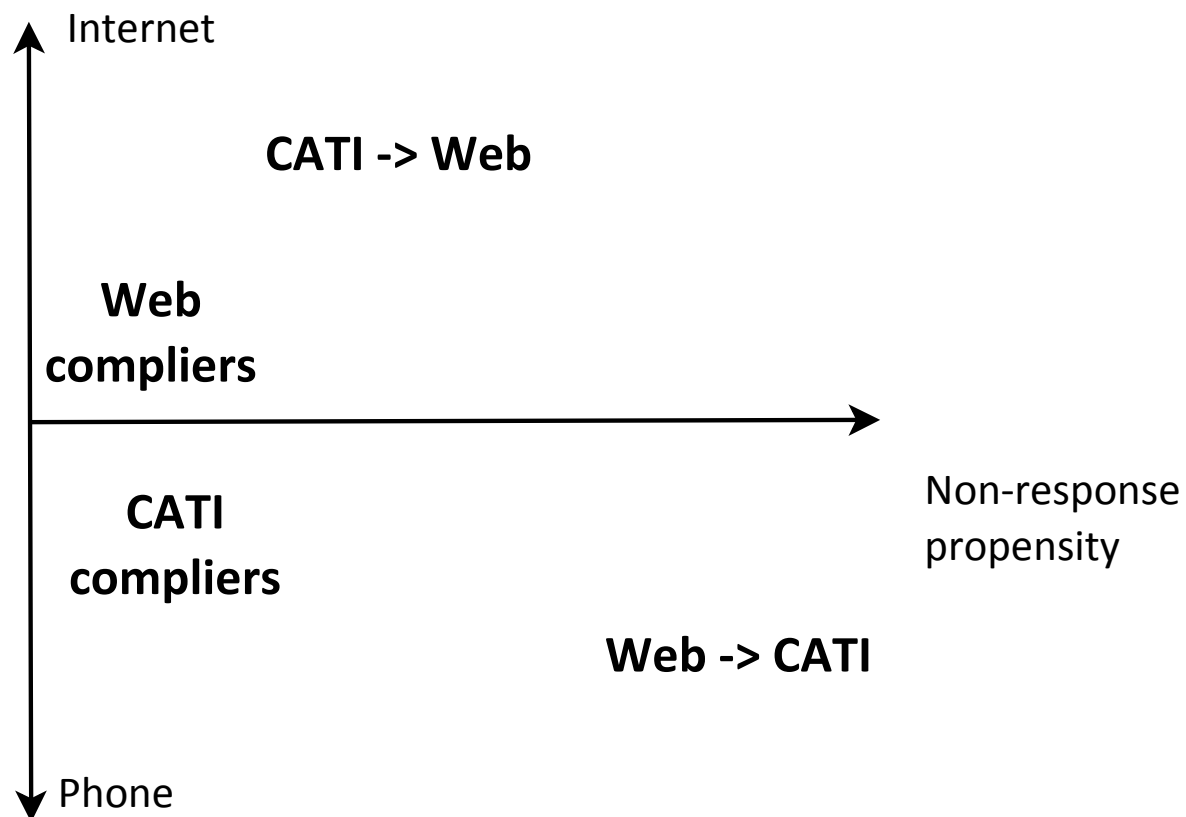 Internet
CATI -> Web
Web
compliers
CATI
compliers
Non-response
propensity
Web -> CATI
Phone